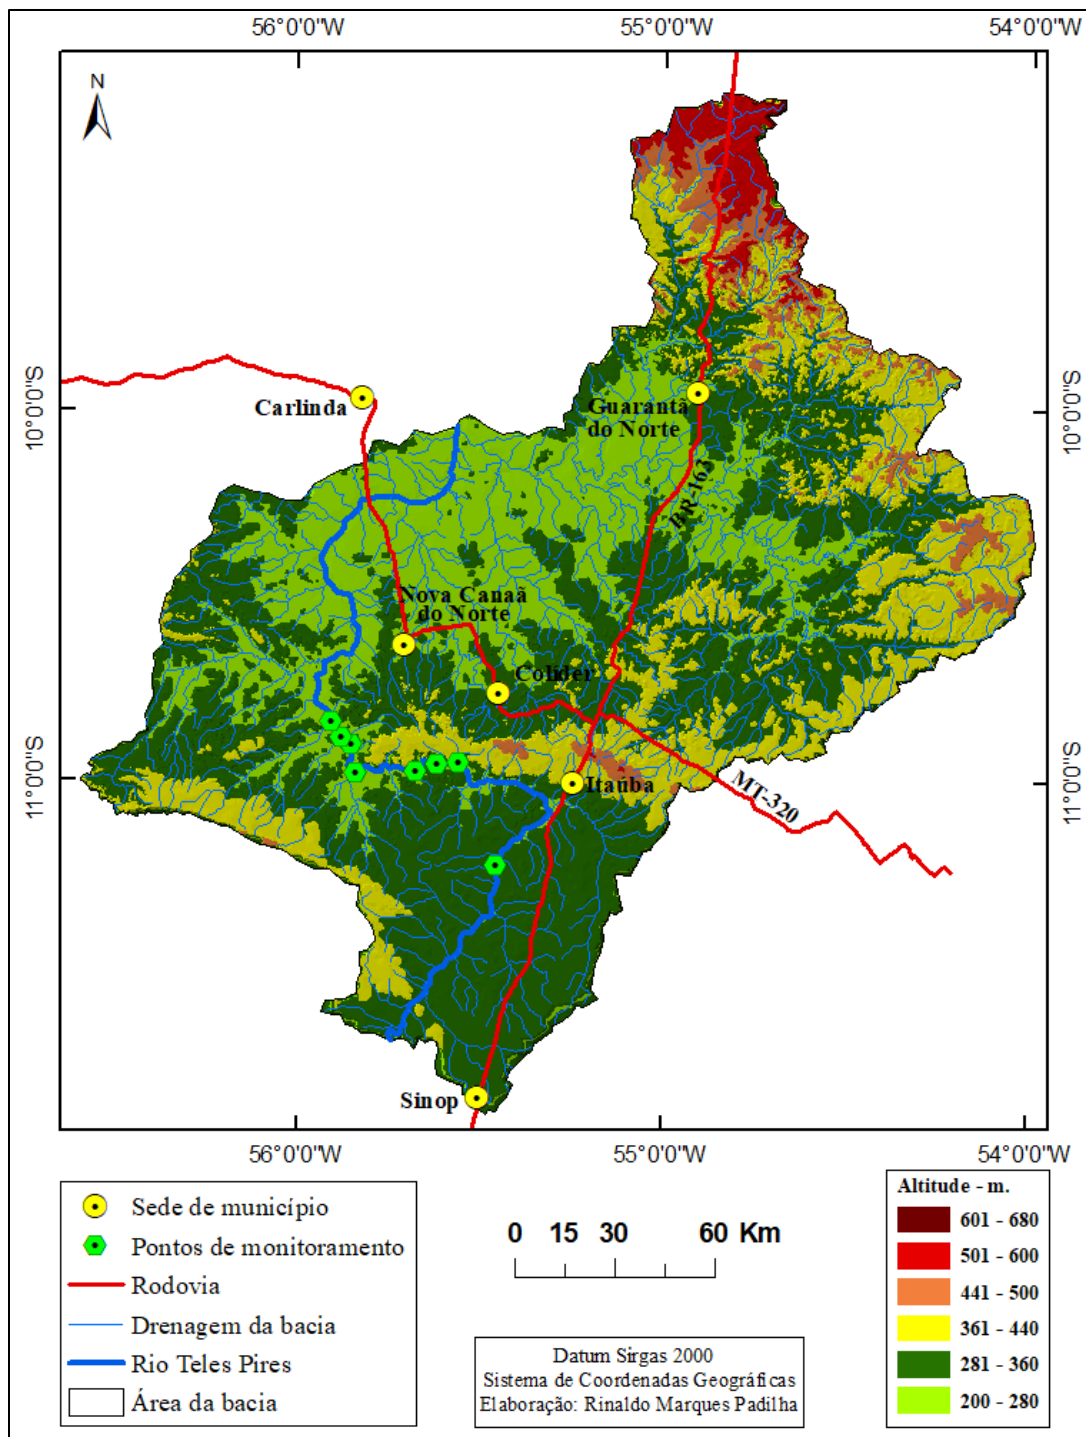 56°0'0"W 55°0'0"W 54°0'0"W
N
10°0'0"S
10°0'0"S
Carlinda
Guarantã
do Norte
BR-163
Nova Canaã
do Norte
Colíder
11°0'0"S
11°0'0"S
Itaúba
MT-320
Sinop
56°0'0"W 55°0'0"W 54°0'0"W
Sede de município
Pontos de monitoramento
Rodovia
Drenagem da bacia
Rio Teles Pires
Área da bacia
0 15 30 60 Km
Datum Sirgas 2000
Sistema de Coordenadas Geográficas
Elaboração: Rinaldo Marques Padilha
Altitude - m.
601 - 680
501 - 600
441 - 500
361 - 440
281 - 360
200 - 280